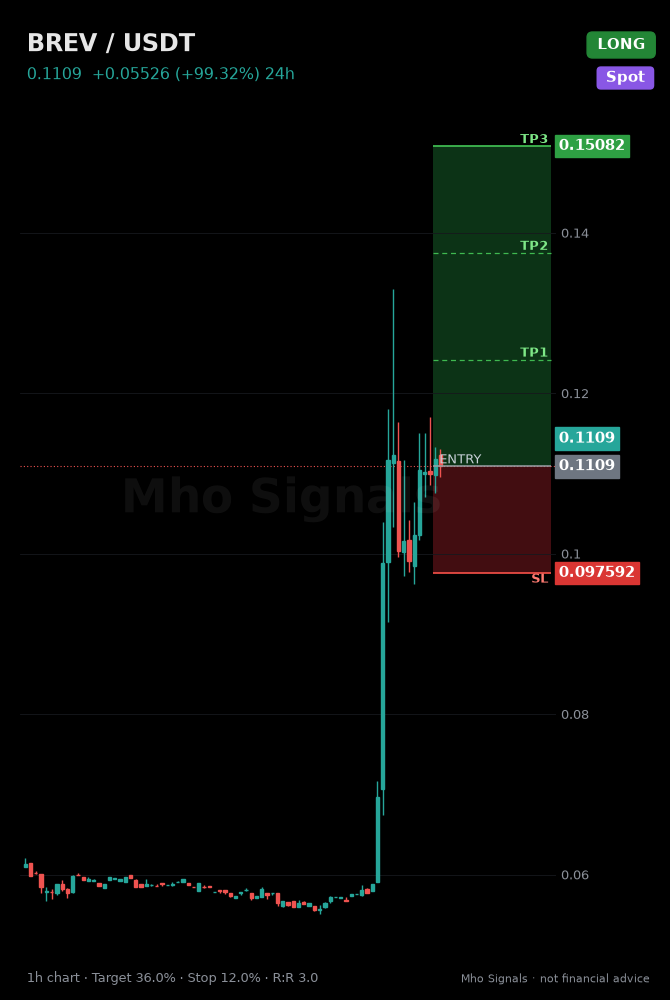 BREV / USDT
LONG
0.1109 +0.05526 (+99.32%) 24h
Spot
TP3
0.15082
TP2
0.14
TP1
0.12
0.1109
ENTRY
0.1109
Mho Signals
0.1
0.097592
SL
0.08
0.06
1h chart · Target 36.0% · Stop 12.0% · R:R 3.0
Mho Signals · not financial advice